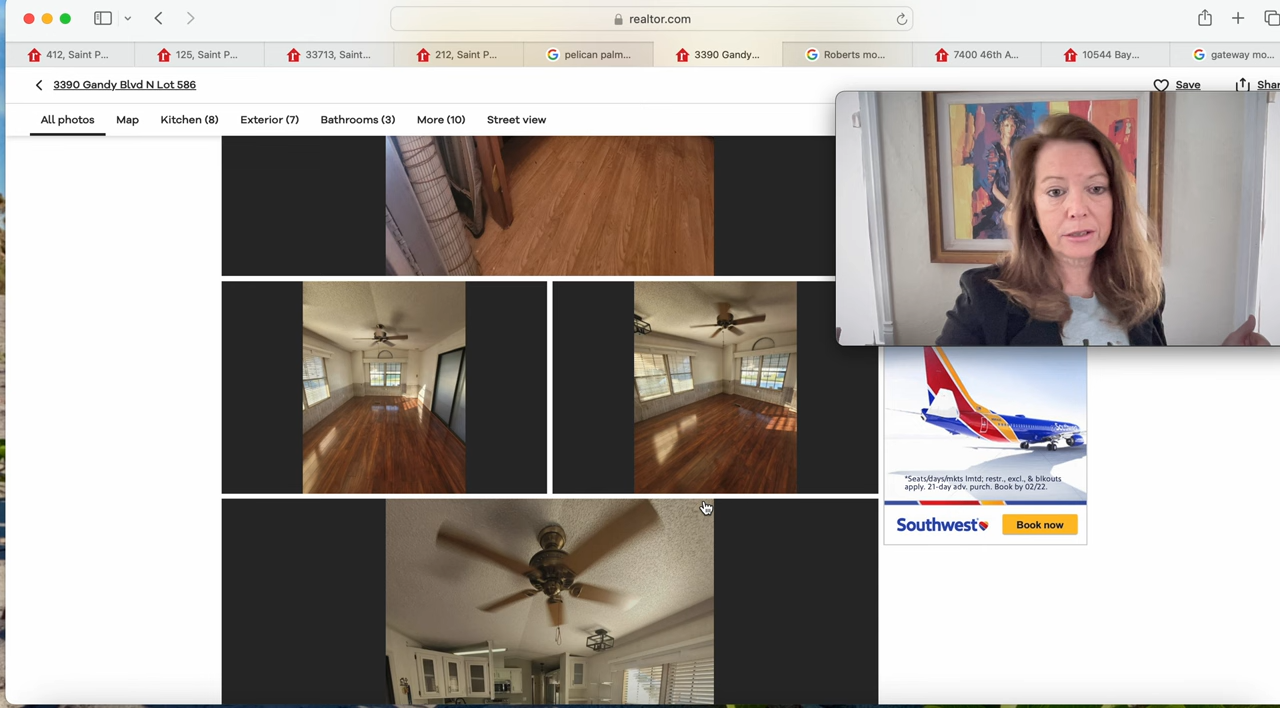 realtor.com
412, Saint P...
125, Saint P...
33713, Saint...
212, Saint P...
pelican palm...
3390 Gandy...
Roberts mo...
7400 46th A...
10544 Bay...
gateway mo...
3390 Gandy Blvd N Lot 586
Save
Shar
All photos
Map
Kitchen (8)
Exterior (7)
Bathrooms (3)
More (10)
Street view
*Seats/days/mkts lmtd; restr., excl., & blkouts
apply. 21-day adv. purch. Book by 02/22.
Southwest
Book now